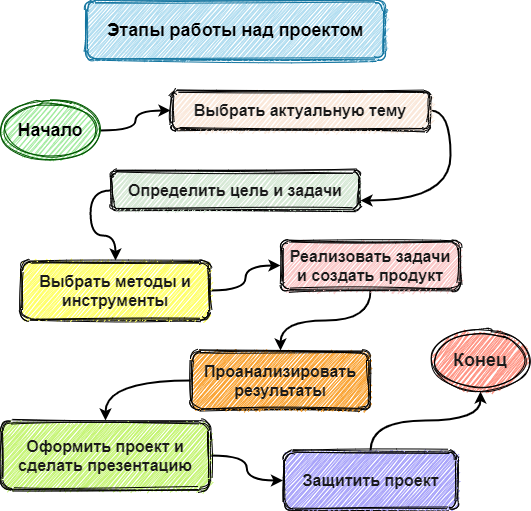 Этапы работы над проектом
Начало
Выбрать актуальную тему
Определить цель и задачи
Выбрать методы и
инструменты
Реализовать задачи
и создать продукт
Проанализировать
результаты
Оформить проект и
сделать презентацию
Защитить проект
Конец